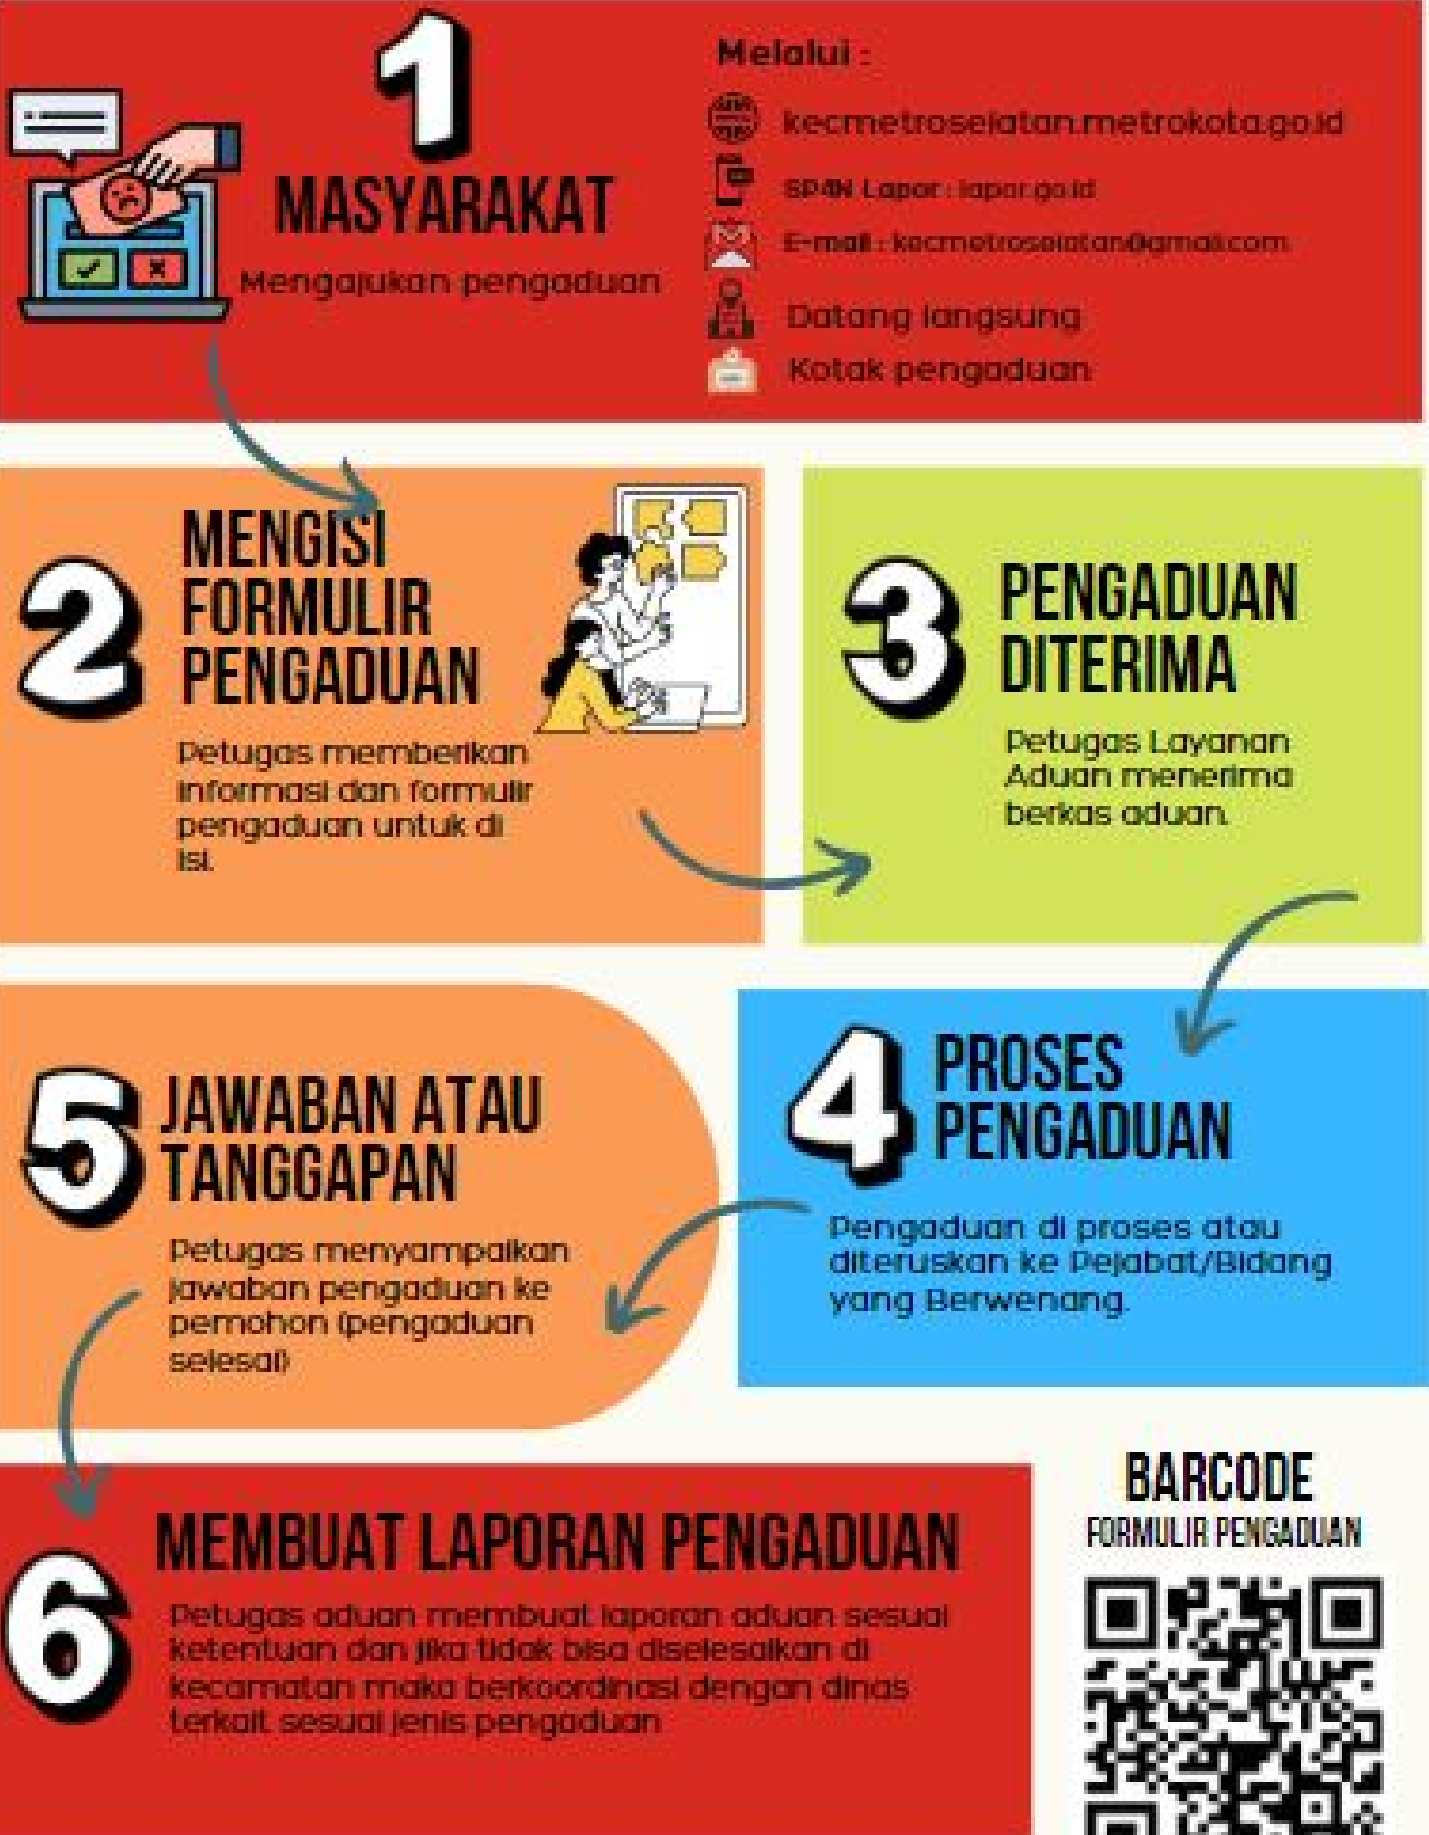 1
MASYARAKAT
Mengajukan pengaduan
Melalui :
kecmetroselatan.metrokota.go.id
SP4N Lapor : lapor.go.id
E-mail : kecmetroselatan@gmail.com
Datang langsung
Kotak pengaduan
2
MENGISI
FORMULIR
PENGADUAN
Petugas memberikan
informasi dan formulir
pengaduan untuk di
isi.
3
PENGADUAN
DITERIMA
Petugas Layanan
Aduan menerima
berkas aduan.
4
PROSES
PENGADUAN
Pengaduan di proses atau
diteruskan ke Pejabat/Bidang
yang Berwenang.
5
JAWABAN ATAU
TANGGAPAN
Petugas menyampaikan
jawaban pengaduan ke
pemohon (pengaduan
selesai)
6
MEMBUAT LAPORAN PENGADUAN
Petugas aduan membuat laporan aduan sesuai
ketentuan dan jika tidak bisa diselesaikan di
kecamatan maka berkoordinasi dengan dinas
terkait sesuai jenis pengaduan
BARCODE
FORMULIR PENGADUAN